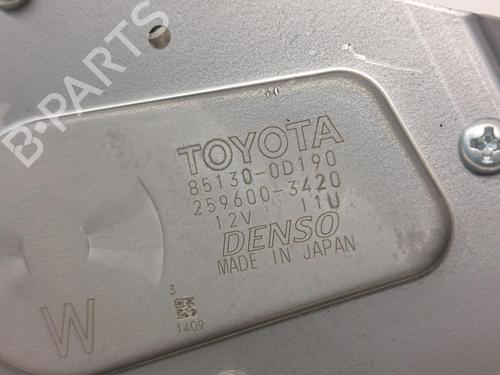 B-PARTS
TOYOTA
85130-0D190
259600-3420
12V 11U
DENSO
MADE IN JAPAN
3
1409
W